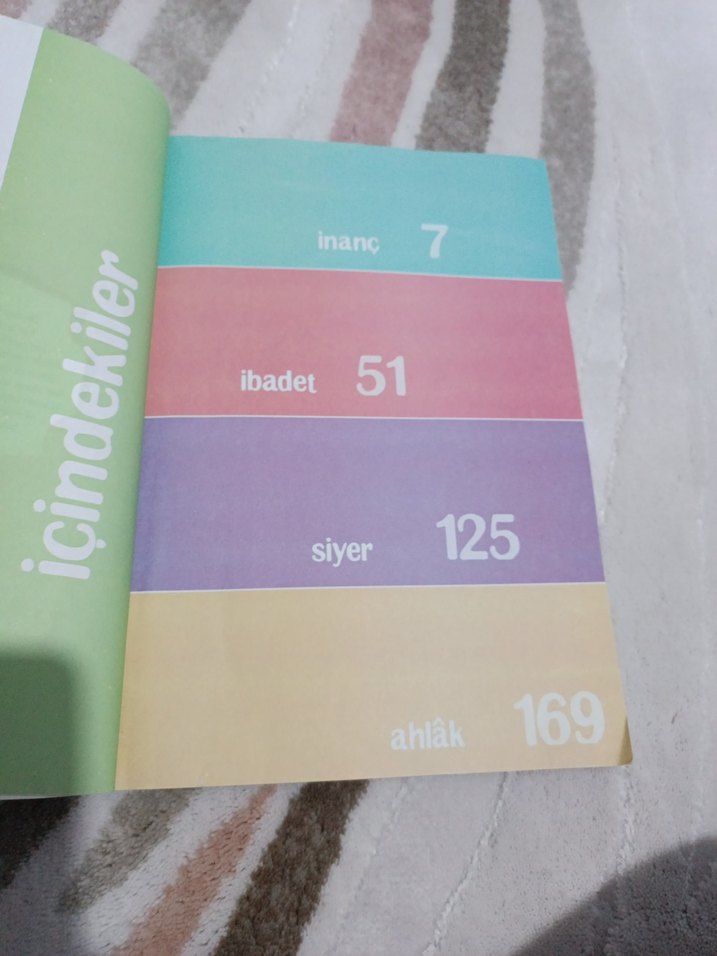 içindekiler
inanç 7
ibadet 51
siyer 125
ahlâk 169